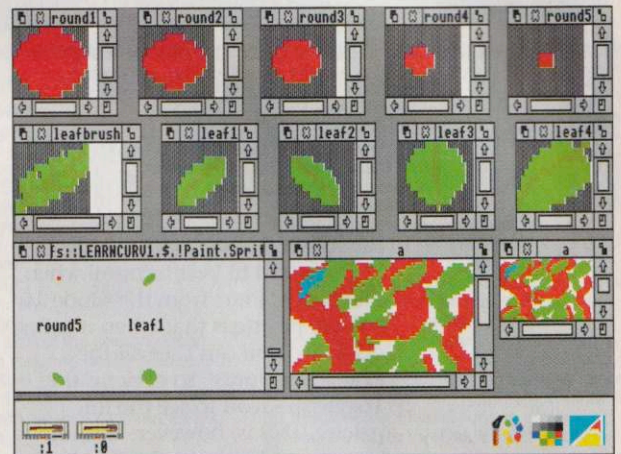 round1
round2
round3
round4
round5
leafbrush
leaf1
leaf2
leaf3
leaf4
Fs::LEARNCURV1.$.!Paint.Sprit
a
a
round5
leaf1
:1
:0